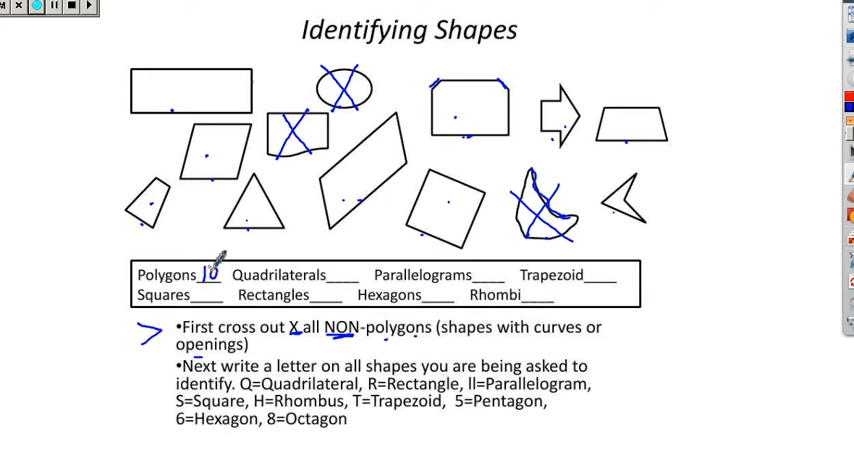 Identifying Shapes
Polygons 10 Quadrilaterals____ Parallelograms____ Trapezoid____
Squares____ Rectangles____ Hexagons____ Rhombi____
•First cross out X all NON-polygons (shapes with curves or
openings)
•Next write a letter on all shapes you are being asked to
identify. Q=Quadrilateral, R=Rectangle, ll=Parallelogram,
S=Square, H=Rhombus, T=Trapezoid, 5=Pentagon,
6=Hexagon, 8=Octagon